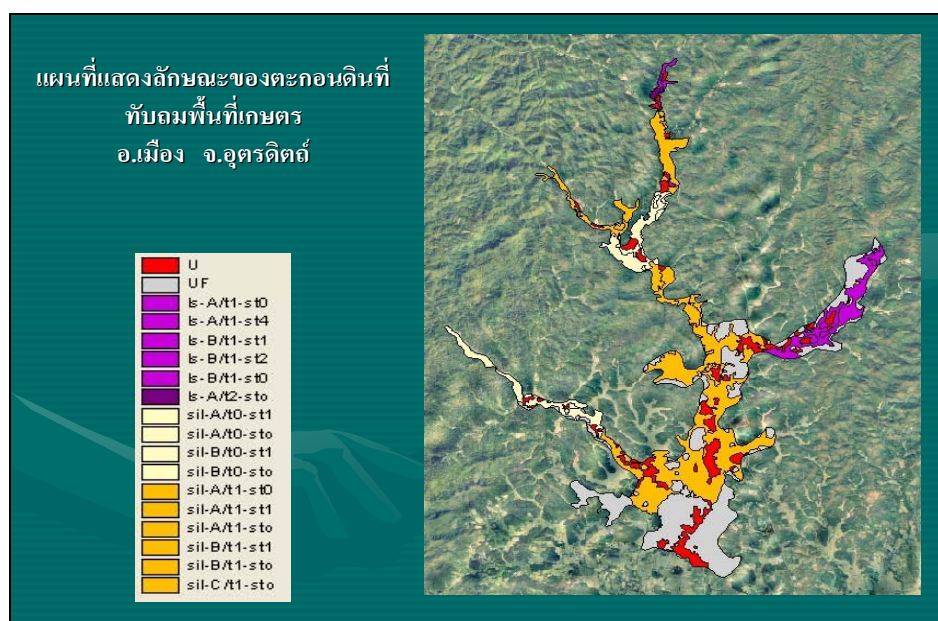 แผนที่แสดงลักษณะของตะกอนดินที่
ทับถมพื้นที่เกษตร
อ.เมือง จ.อุตรดิตถ์
U
UF
ls-A/t1-st0
ls-A/t1-st4
ls-B/t1-st1
ls-B/t1-st2
ls-B/t1-st0
ls-A/t2-sto
sil-A/t0-st1
sil-A/t0-sto
sil-B/t0-st1
sil-B/t0-sto
sil-A/t1-st0
sil-A/t1-st1
sil-A/t1-sto
sil-B/t1-st1
sil-B/t1-sto
sil-C/t1-sto